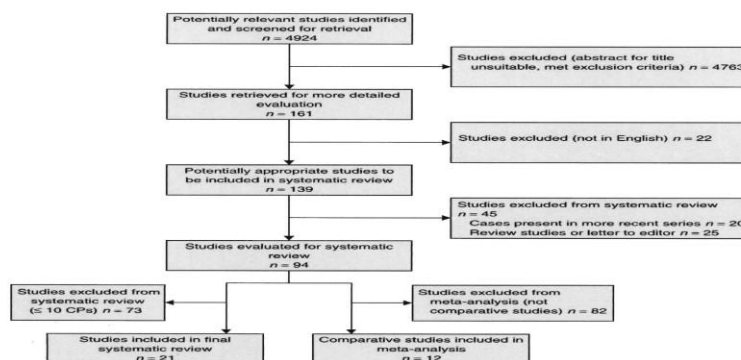 Potentially relevant studies identified
and screened for retrieval
n = 4924
Studies excluded (abstract for title
unsuitable, met exclusion criteria) n = 4763
Studies retrieved for more detailed
evaluation
n = 161
Studies excluded (not in English) n = 22
Potentially appropriate studies to
be included in systematic review
n = 139
Studies excluded from systematic review
n = 45
Cases present in more recent series n = 20
Review studies or letter to editor n = 25
Studies evaluated for systematic
review
n = 94
Studies excluded from
systematic review
(≤ 10 CPs) n = 73
Studies excluded from
meta-analysis (not
comparative studies) n = 82
Studies included in final
systematic review
n = 21
Comparative studies included in
meta-analysis
n = 12